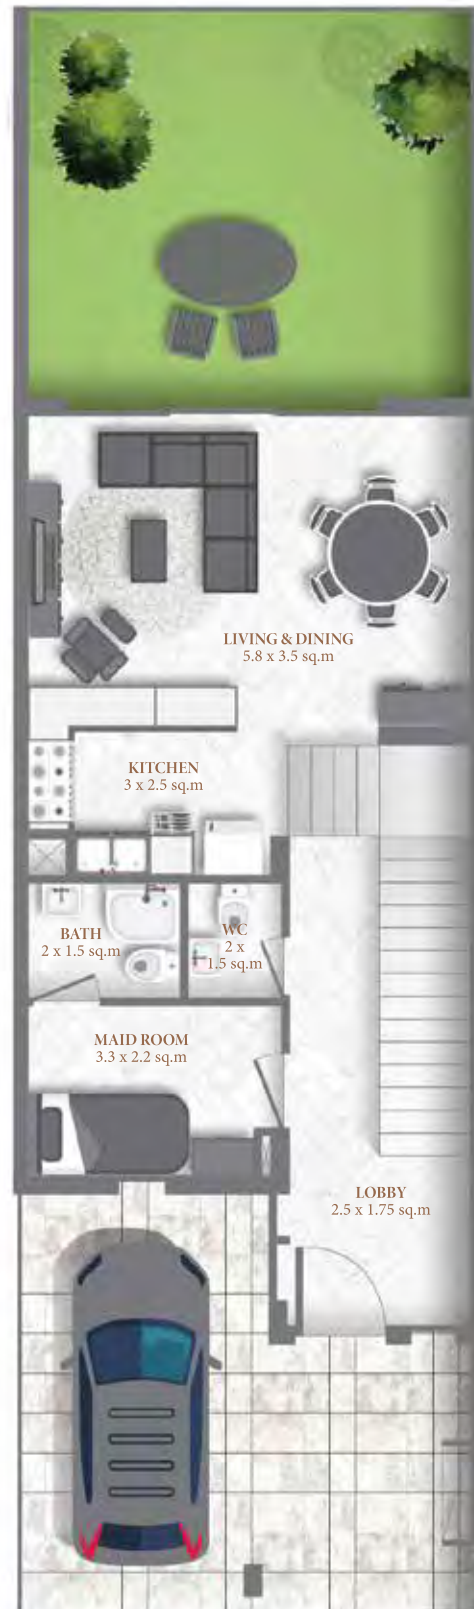 LIVING & DINING
5.8 x 3.5 sq.m
KITCHEN
3 x 2.5 sq.m
BATH
2 x 1.5 sq.m
WC
2 x
1.5 sq.m
MAID ROOM
3.3 x 2.2 sq.m
LOBBY
2.5 x 1.75 sq.m